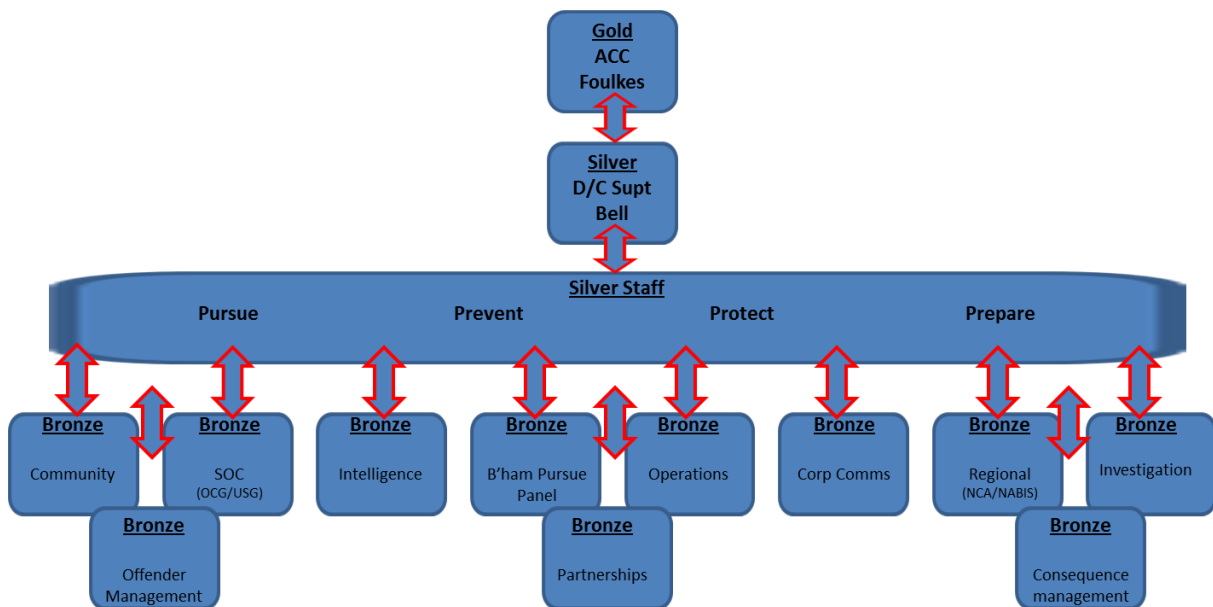 Gold
ACC
Foulkes
Silver
D/C Supt
Bell
Silver Staff
Pursue Prevent Protect Prepare
Bronze
Community
Bronze
SOC
(OCG/USG)
Bronze
Intelligence
Bronze
B'ham Pursue
Panel
Bronze
Operations
Bronze
Corp Comms
Bronze
Regional
(NCA/NABIS)
Bronze
Investigation
Bronze
Offender
Management
Bronze
Partnerships
Bronze
Consequence
management